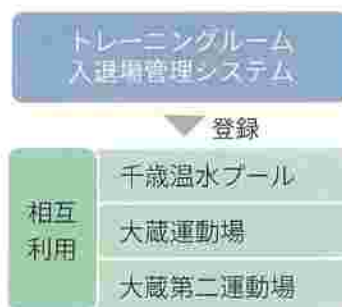 トレーニングルーム
入退場管理システム
登録
相互
利用
千歳温水プール
大蔵運動場
大蔵第二運動場